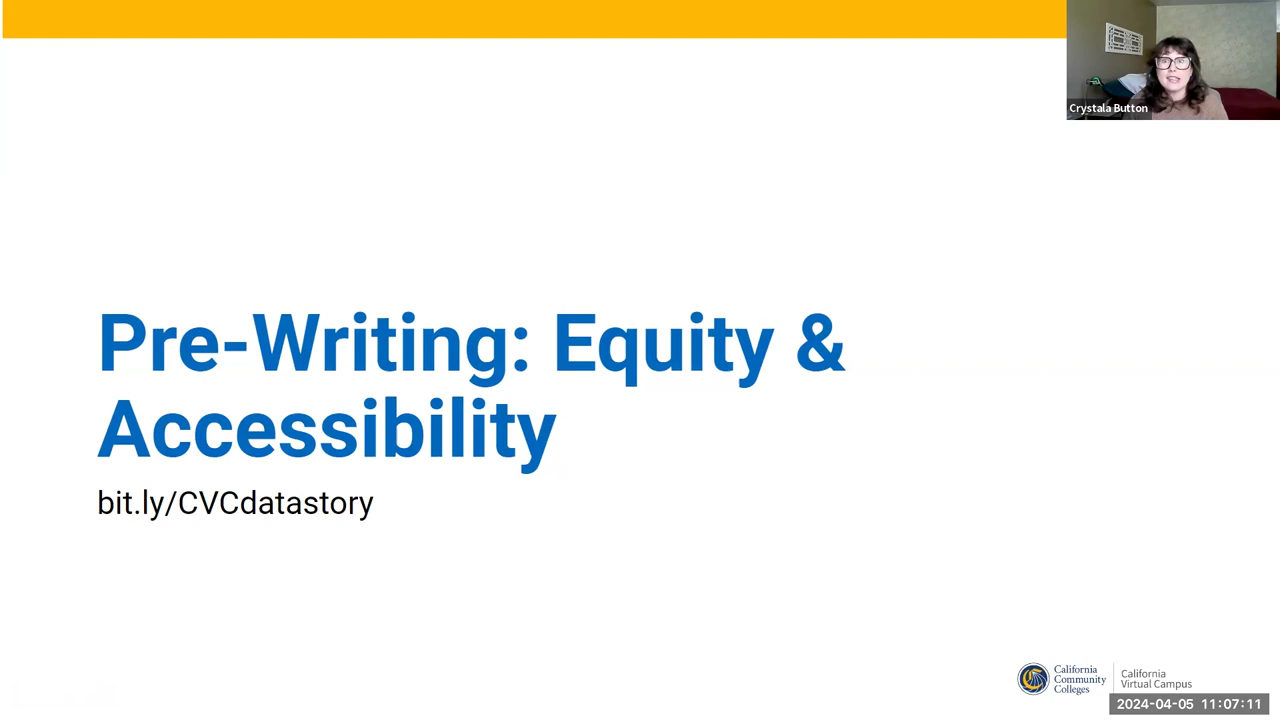 Crystala Button
Pre-Writing: Equity &
Accessibility
bit.ly/CVCdatastory
California
Community
Colleges
California
Virtual Campus
2024-04-05 11:07:11